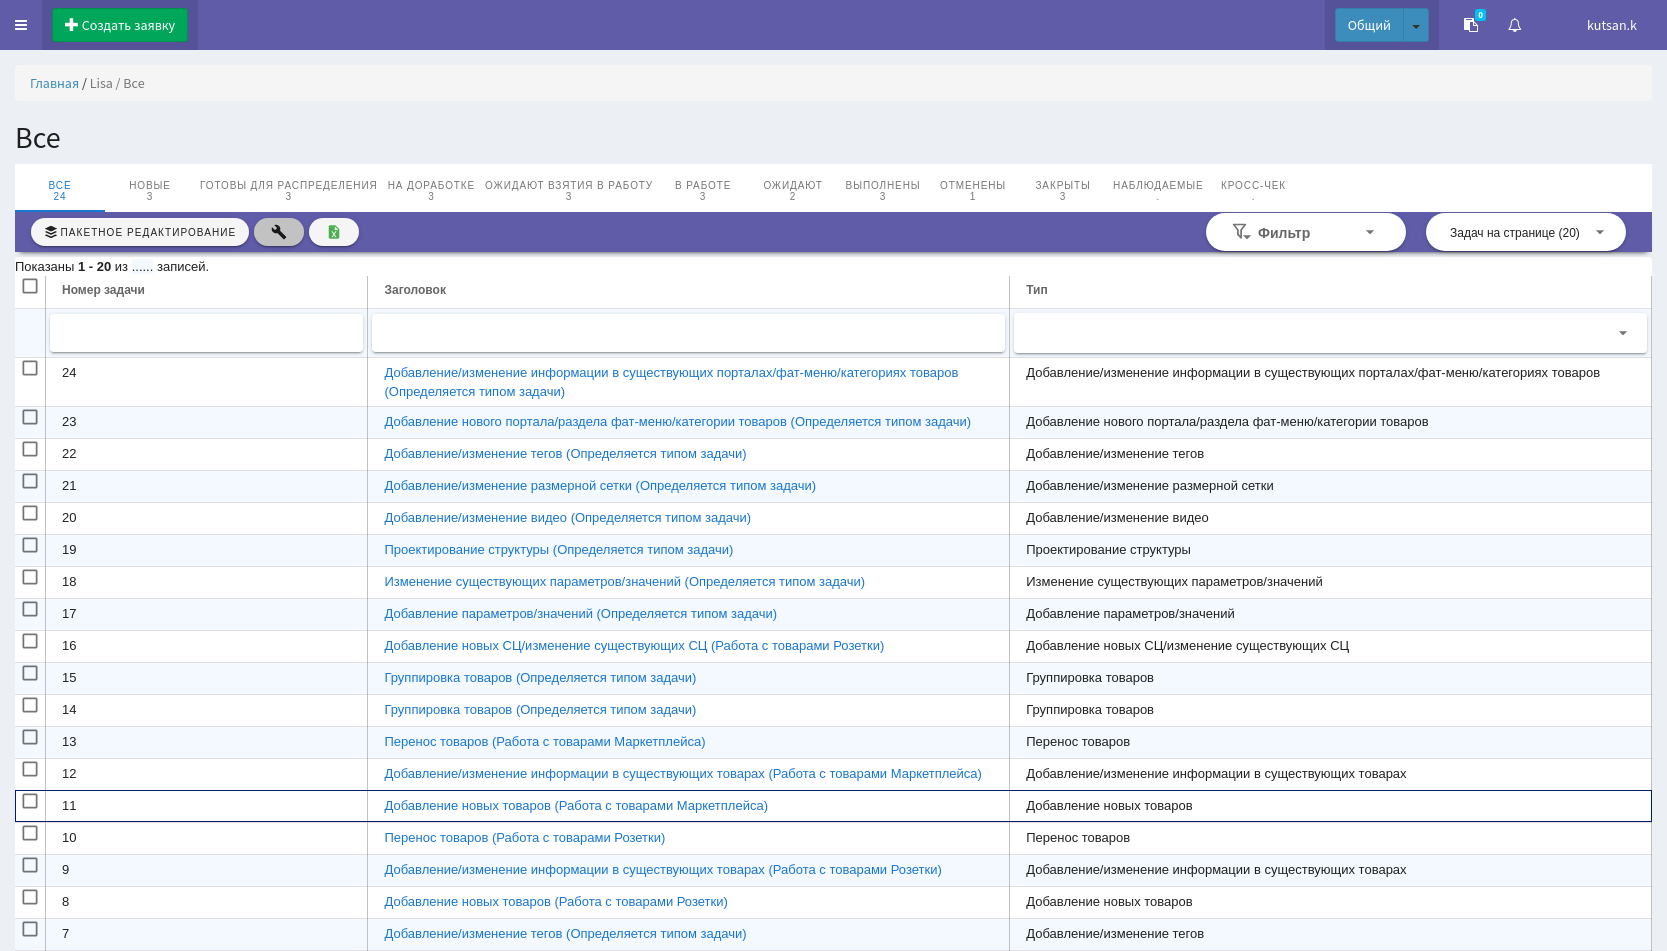 Создать заявку
Общий
0
kutsan.k
Главная / Lisa / Все
Все
ВСЕ
24
НОВЫЕ
3
ГОТОВЫ ДЛЯ РАСПРЕДЕЛЕНИЯ
3
НА ДОРАБОТКЕ
3
ОЖИДАЮТ ВЗЯТИЯ В РАБОТУ
3
В РАБОТЕ
3
ОЖИДАЮТ
2
ВЫПОЛНЕНЫ
3
ОТМЕНЕНЫ
1
ЗАКРЫТЫ
3
НАБЛЮДАЕМЫЕ
.
КРОСС-ЧЕК
.
ПАКЕТНОЕ РЕДАКТИРОВАНИЕ
Фильтр
Задач на странице (20)
Показаны 1 - 20 из ...... записей.
Номер задачи Заголовок Тип
24 Добавление/изменение информации в существующих порталах/фат-меню/категориях товаров Добавление/изменение информации в существующих порталах/фат-меню/категориях товаров
(Определяется типом задачи)
23 Добавление нового портала/раздела фат-меню/категории товаров (Определяется типом задачи) Добавление нового портала/раздела фат-меню/категории товаров
22 Добавление/изменение тегов (Определяется типом задачи) Добавление/изменение тегов
21 Добавление/изменение размерной сетки (Определяется типом задачи) Добавление/изменение размерной сетки
20 Добавление/изменение видео (Определяется типом задачи) Добавление/изменение видео
19 Проектирование структуры (Определяется типом задачи) Проектирование структуры
18 Изменение существующих параметров/значений (Определяется типом задачи) Изменение существующих параметров/значений
17 Добавление параметров/значений (Определяется типом задачи) Добавление параметров/значений
16 Добавление новых СЦ/изменение существующих СЦ (Работа с товарами Розетки) Добавление новых СЦ/изменение существующих СЦ
15 Группировка товаров (Определяется типом задачи) Группировка товаров
14 Группировка товаров (Определяется типом задачи) Группировка товаров
13 Перенос товаров (Работа с товарами Маркетплейса) Перенос товаров
12 Добавление/изменение информации в существующих товарах (Работа с товарами Маркетплейса) Добавление/изменение информации в существующих товарах
11 Добавление новых товаров (Работа с товарами Маркетплейса) Добавление новых товаров
10 Перенос товаров (Работа с товарами Розетки) Перенос товаров
9 Добавление/изменение информации в существующих товарах (Работа с товарами Розетки) Добавление/изменение информации в существующих товарах
8 Добавление новых товаров (Работа с товарами Розетки) Добавление новых товаров
7 Добавление/изменение тегов (Определяется типом задачи) Добавление/изменение тегов